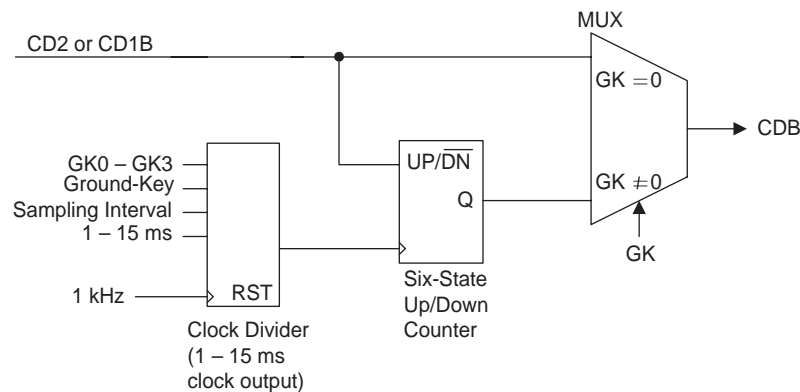 MUX
CD2 or CD1B
GK = 0
CDB
GK0 – GK3
Ground-Key
Sampling Interval
1 – 15 ms
UP/DN
Q
GK ≠ 0
GK
1 kHz
RST
Six-State
Up/Down
Counter
Clock Divider
(1 – 15 ms
clock output)